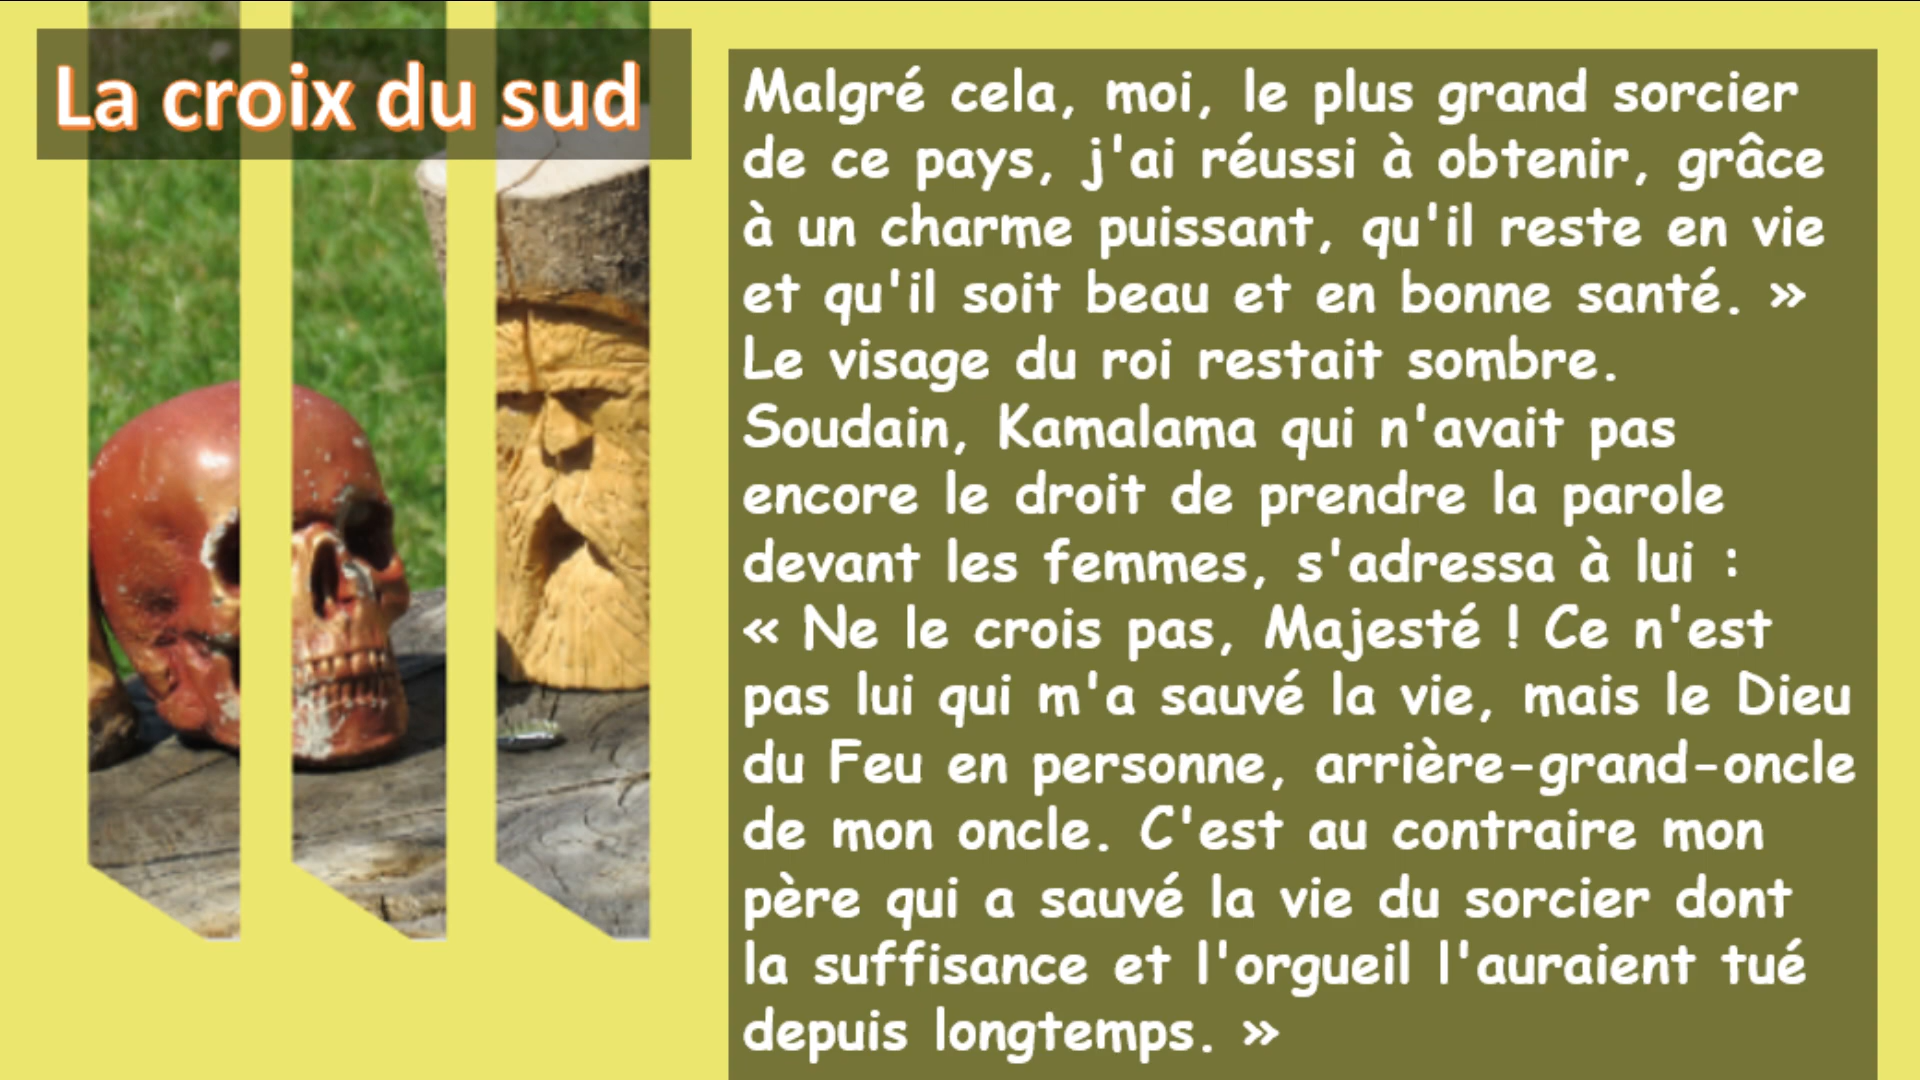 La croix du sud
Malgré cela, moi, le plus grand sorcier
de ce pays, j'ai réussi à obtenir, grâce
à un charme puissant, qu'il reste en vie
et qu'il soit beau et en bonne santé. »
Le visage du roi restait sombre.
Soudain, Kamalama qui n'avait pas
encore le droit de prendre la parole
devant les femmes, s'adressa à lui :
« Ne le crois pas, Majesté ! Ce n'est
pas lui qui m'a sauvé la vie, mais le Dieu
du Feu en personne, arrière-grand-oncle
de mon oncle. C'est au contraire mon
père qui a sauvé la vie du sorcier dont
la suffisance et l'orgueil l'auraient tué
depuis longtemps. »